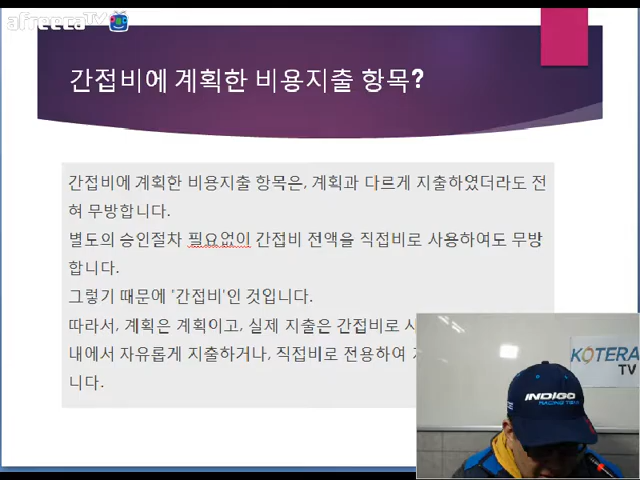 afreecaTV
간접비에 계획한 비용지출 항목?
간접비에 계획한 비용지출 항목은, 계획과 다르게 지출하였더라도 전
혀 무방합니다.
별도의 승인절차 필요없이 간접비 전액을 직접비로 사용하여도 무방
합니다.
그렇기 때문에 '간접비'인 것입니다.
따라서, 계획은 계획이고, 실제 지출은 간접비로
내에서 자유롭게 지출하거나, 직접비로 전용하여
니다.
KOTERA
TV
INDIGO
RACING TEAM